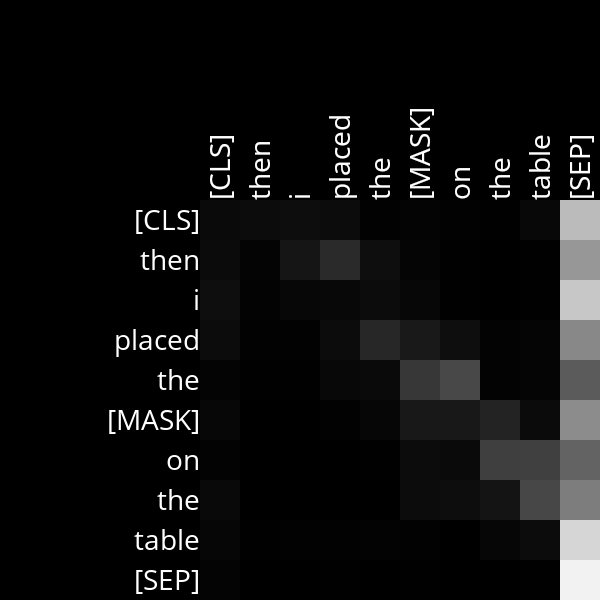 [CLS] then i placed the [MASK] on the table [SEP]
[CLS]
then
i
placed
the
[MASK]
on
the
table
[SEP]